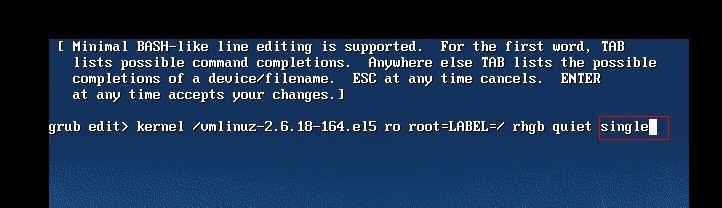 [ Minimal BASH-like line editing is supported. For the first word, TAB
lists possible command completions. Anywhere else TAB lists the possible
completions of a device/filename. ESC at any time cancels. ENTER
at any time accepts your changes.]
grub edit> kernel /vmlinuz-2.6.18-164.el5 ro root=LABEL=/ rhgb quiet single